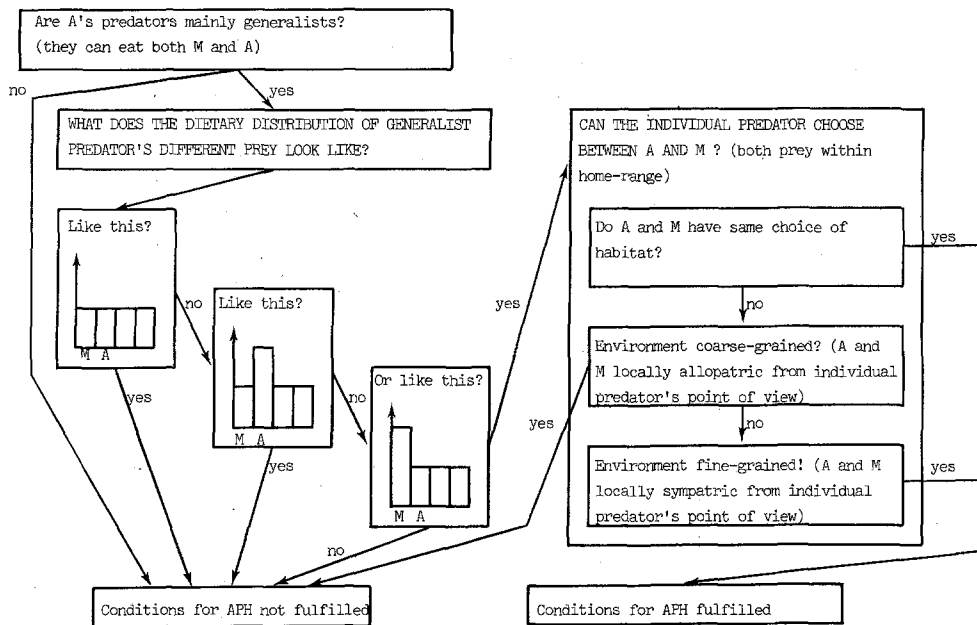 Are A's predators mainly generalists?
(they can eat both M and A)
no
yes
WHAT DOES THE DIETARY DISTRIBUTION OF GENERALIST
PREDATOR'S DIFFERENT PREY LOOK LIKE?
Like this?
M A
no
yes
Like this?
M A
no
yes
Or like this?
M A
yes
no
CAN THE INDIVIDUAL PREDATOR CHOOSE
BETWEEN A AND M ? (both prey within
home-range)
Do A and M have same choice of
habitat?
yes
no
Environment coarse-grained? (A and
M locally allopatric from individual
predator's point of view)
yes
no
Environment fine-grained! (A and M
locally sympatric from individual
predator's point of view)
yes
Conditions for APH not fulfilled
Conditions for APH fulfilled